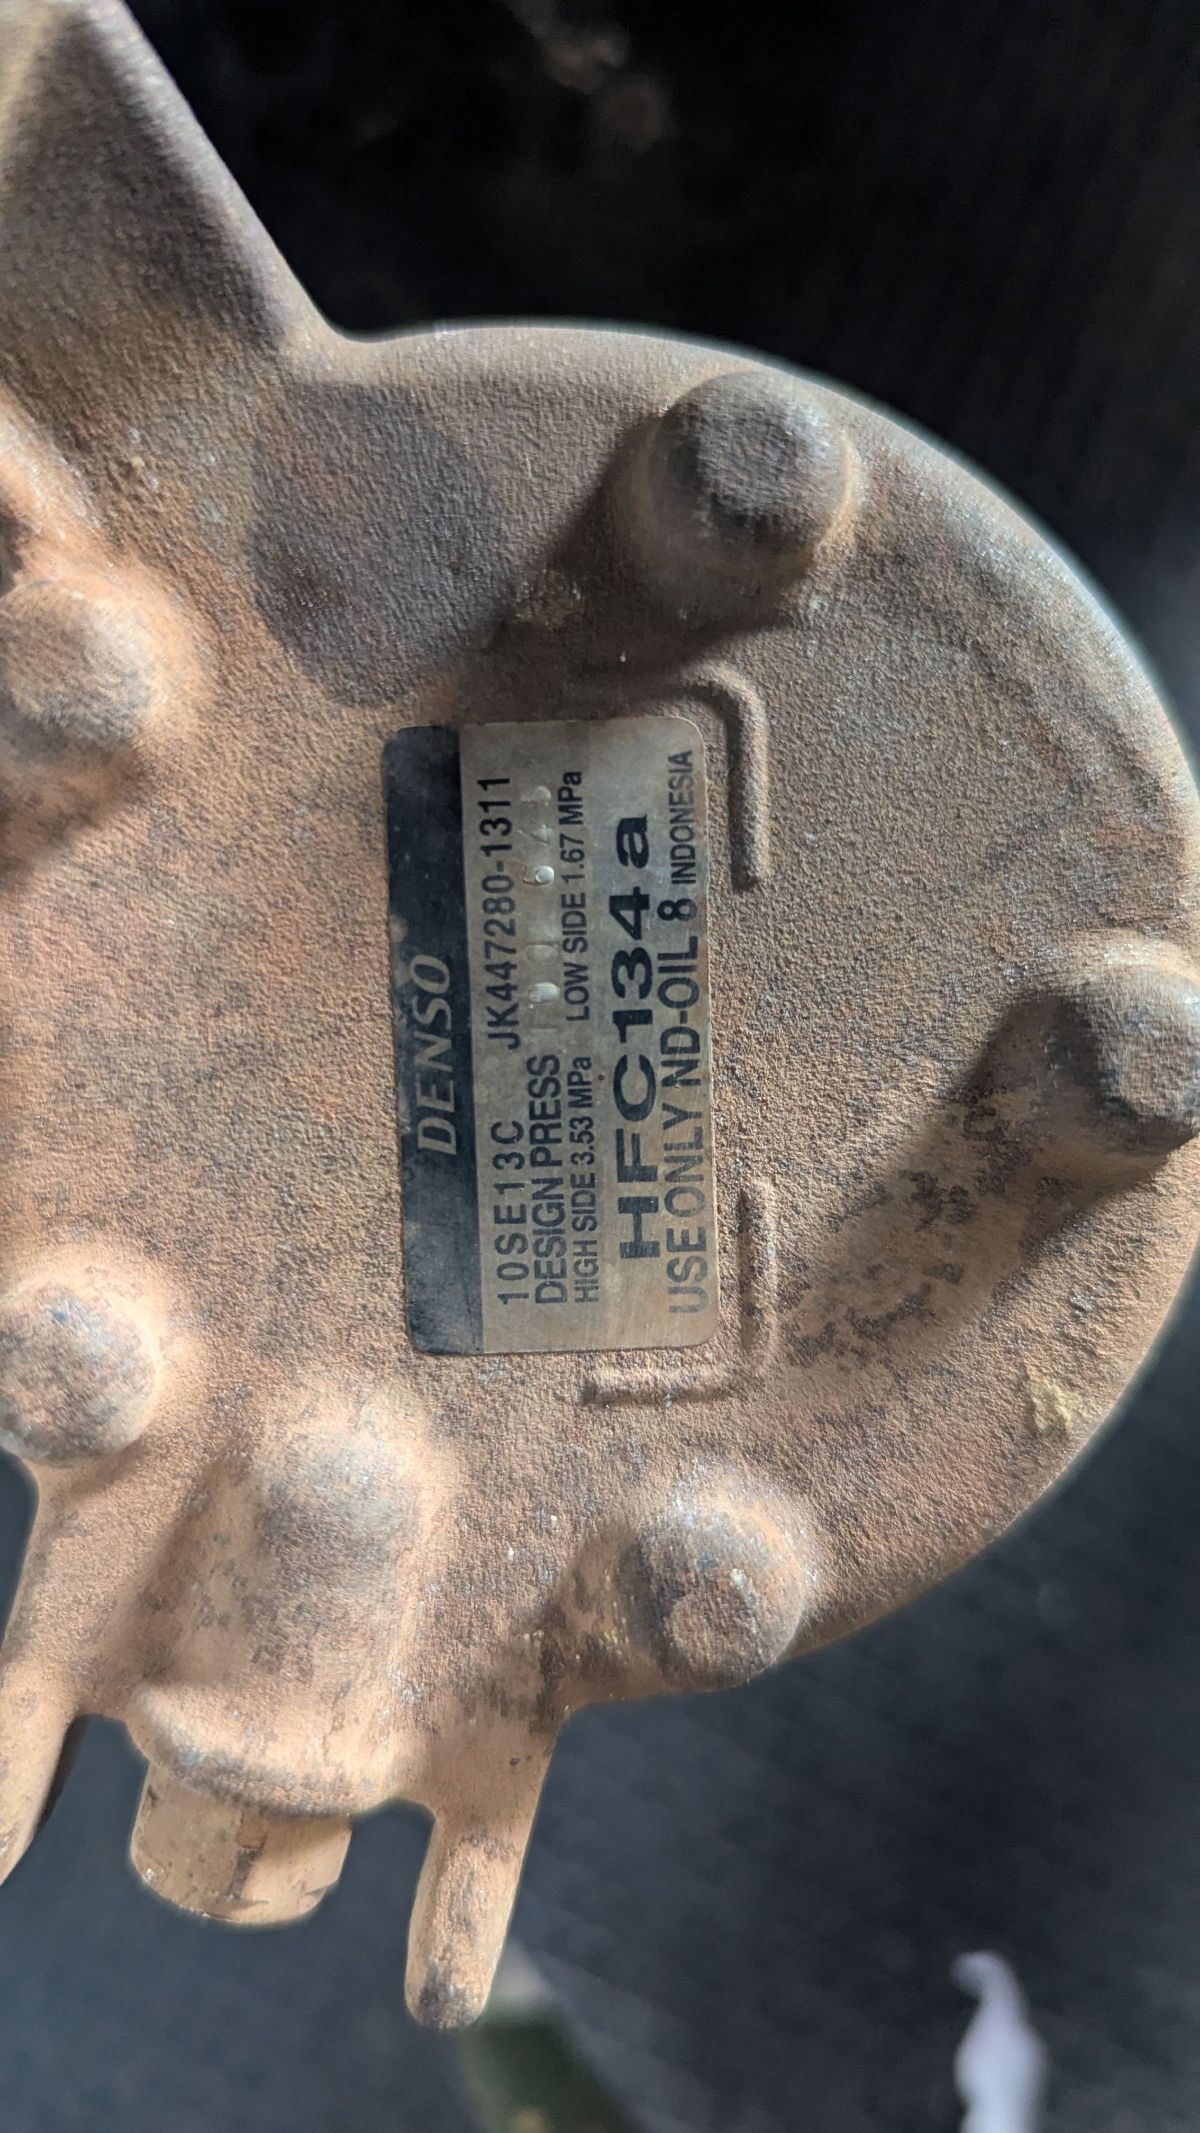 DENSO
10SE13C JK447280-1311
DESIGN PRESS
HIGH SIDE 3.53 MPa LOW SIDE 1.67 MPa
HFC134a
USE ONLY ND-OIL 8 INDONESIA